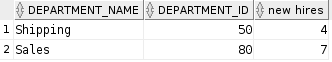 DEPARTMENT_NAME DEPARTMENT_ID new hires
1 Shipping 50 4
2 Sales 80 7